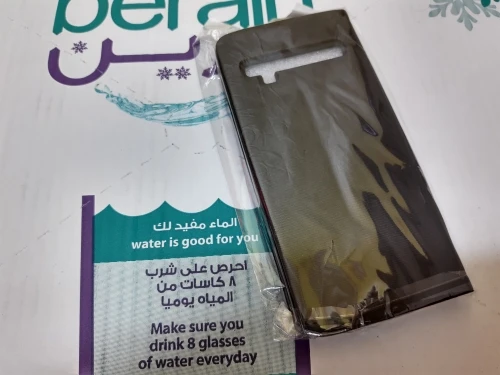 berain
الماء مفيد لك
water is good for you
احرص على شرب
٨ كاسات من
المياه يوميا
Make sure you
drink 8 glasses
of water everyday